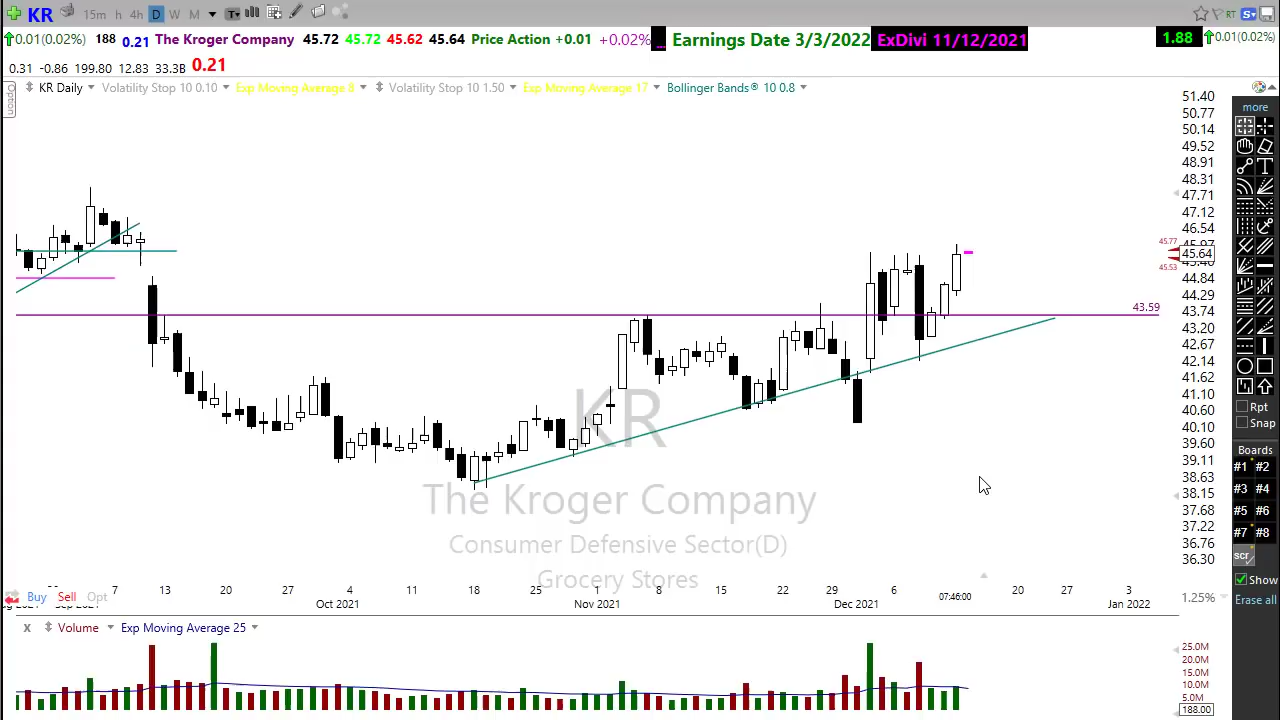 KR 15m h 4h D W M T RT S
0.01(0.02%) 188 0.21 The Kroger Company 45.72 45.72 45.62 45.64 Price Action +0.01 +0.02% ... Earnings Date 3/3/2022 ExDivi 11/12/2021 1.88 0.01(0.02%)
0.31 -0.86 199.80 12.83 33.3B 0.21
KR Daily Volatility Stop 10 0.10 Exp Moving Average 8 Volatility Stop 10 1.50 Exp Moving Average 17 Bollinger Bands® 10 0.8
Option
51.40
50.77
50.14
49.52
48.91
48.31
47.71
47.12
46.54
45.77
45.64
45.53
44.84
44.29
43.59
43.74
43.20
42.67
42.14
41.62
41.10
40.60
40.10
39.60
39.11
38.63
38.15
37.68
37.22
36.76
36.30
KR
The Kroger Company
Consumer Defensive Sector(D)
Grocery Stores
more
T
Rpt
Snap
Boards
#1 #2
#3 #4
#5 #6
#7 #8
scr
Show
Erase all
7 13 20 27 4 11 18 25 1 8 15 22 29 6 07:46:00 20 27 3
Buy Sell Opt 1.25%
Oct 2021 Nov 2021 Dec 2021 Jan 2022
X Volume Exp Moving Average 25
25.0M
20.0M
15.0M
10.0M
5.0M
188.00